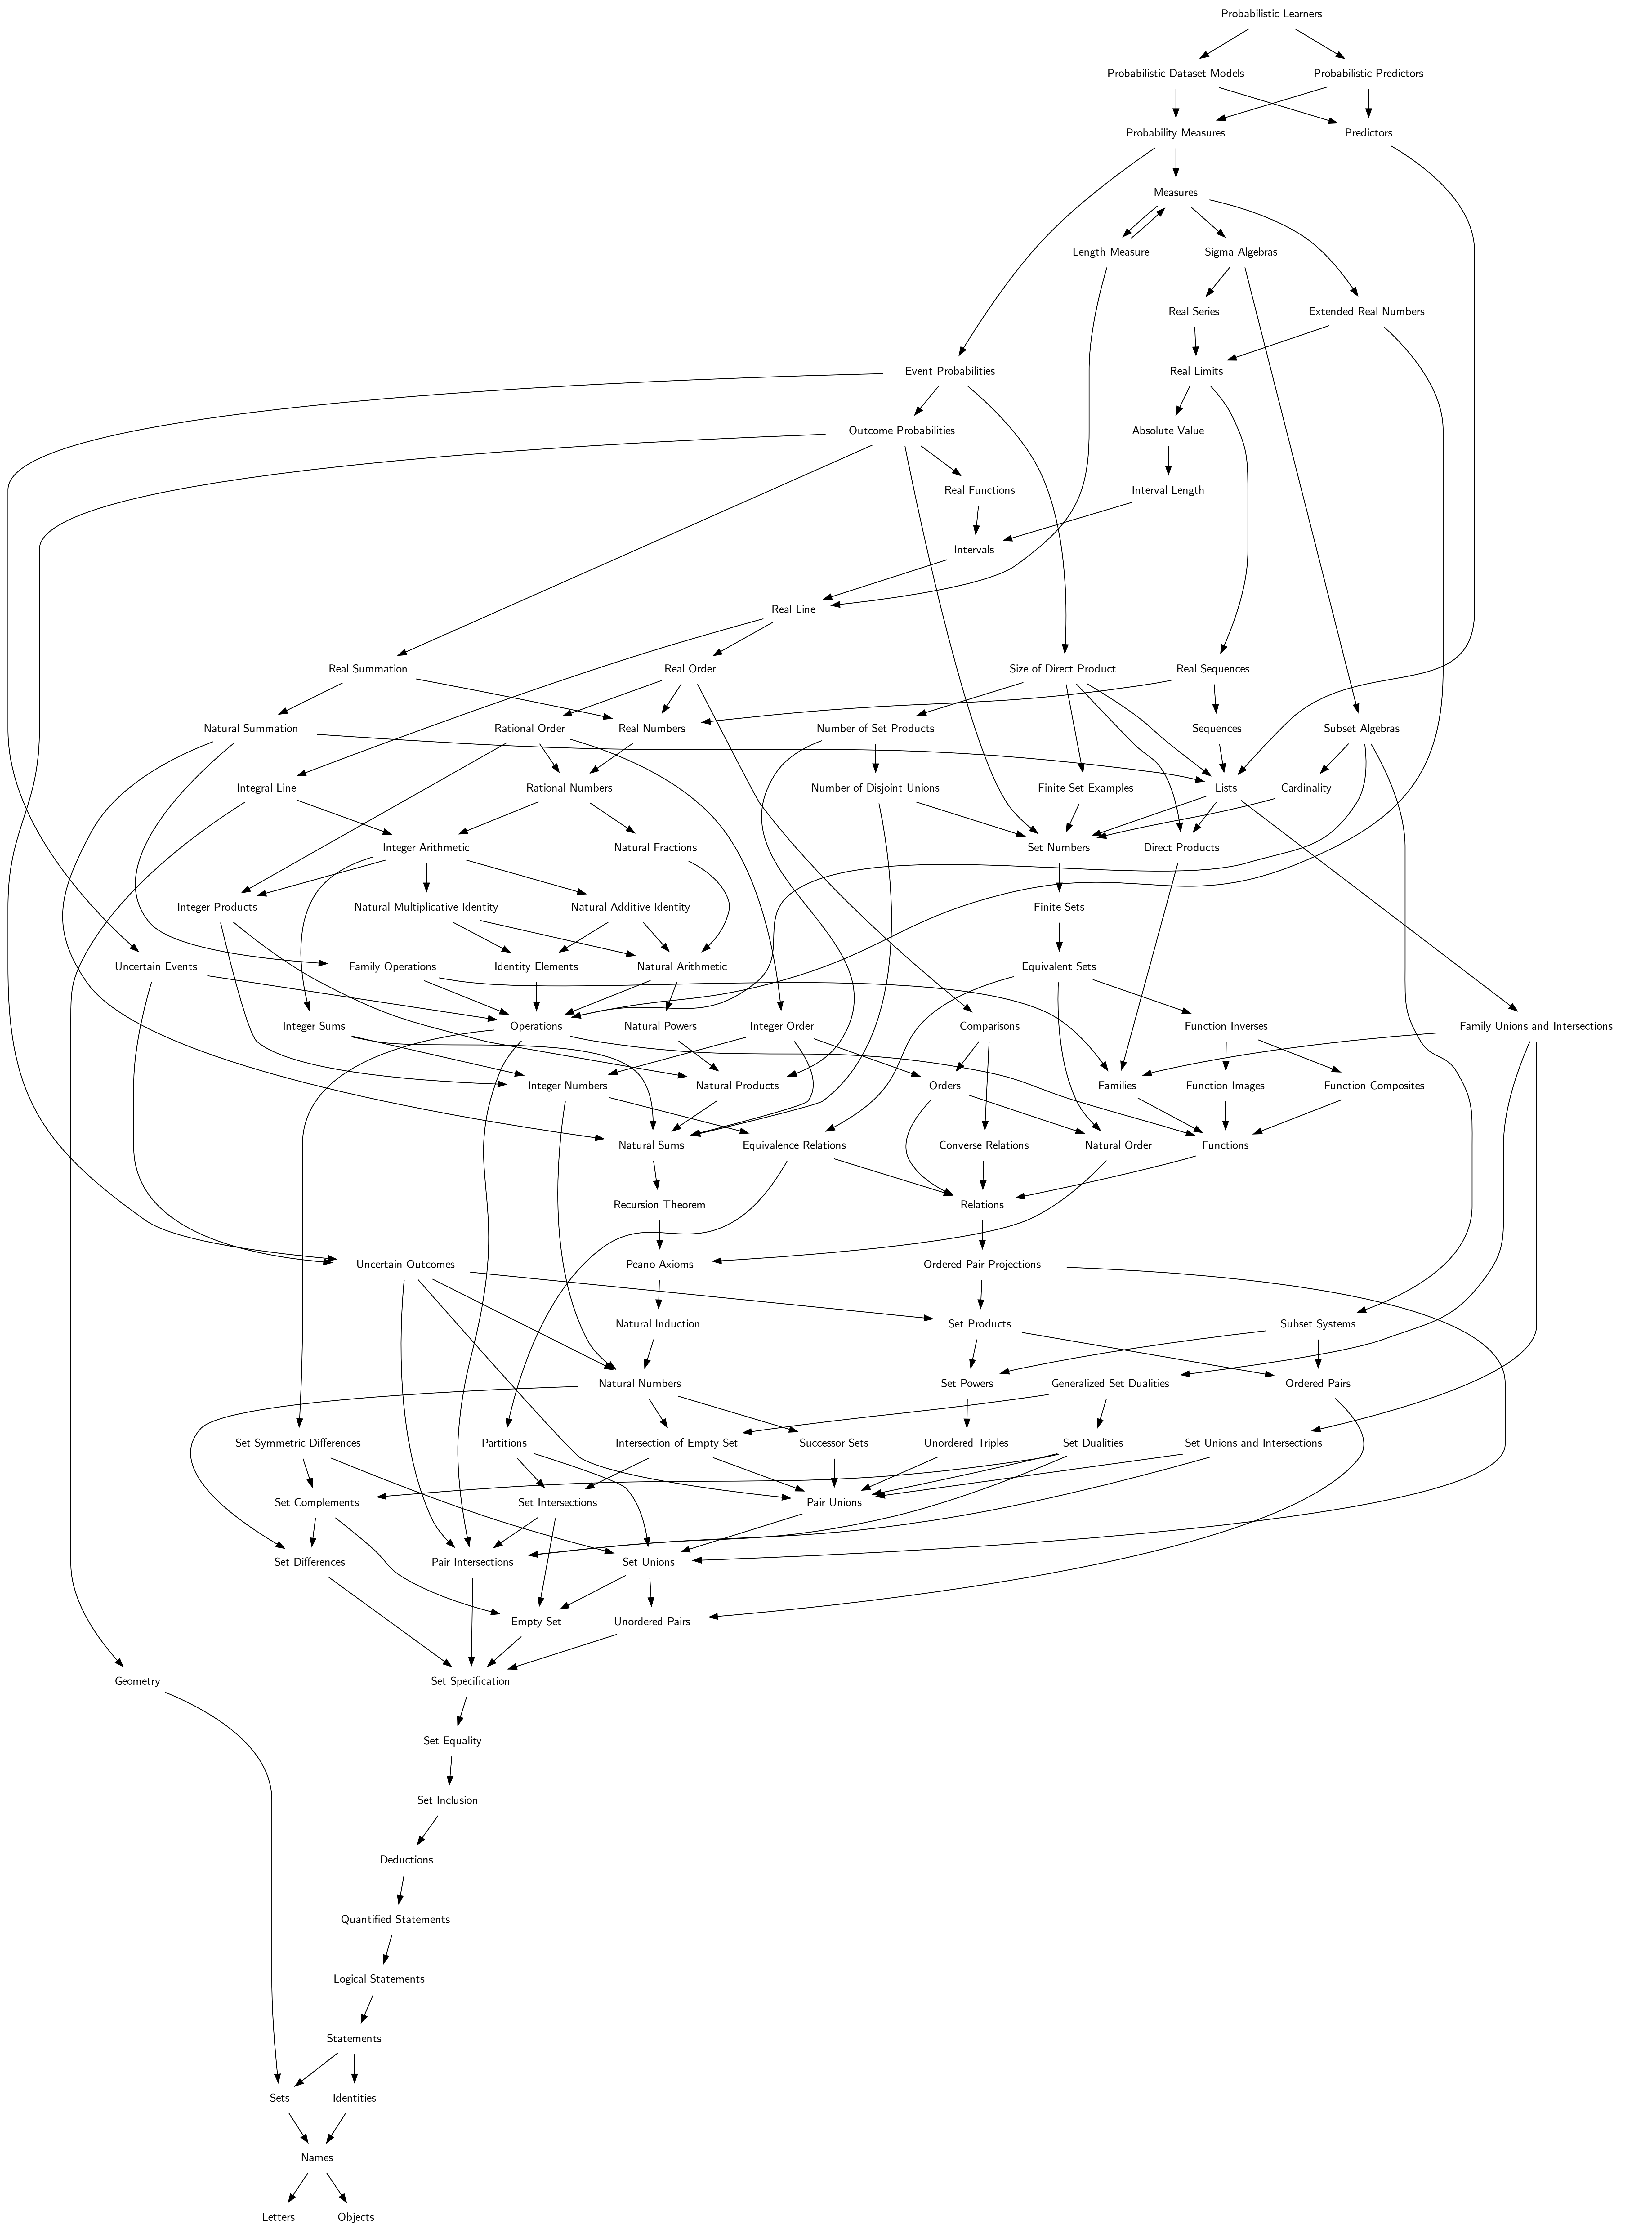 Probabilistic Learners
Probabilistic Dataset Models
Probabilistic Predictors
Probability Measures
Predictors
Measures
Length Measure
Sigma Algebras
Real Series
Extended Real Numbers
Event Probabilities
Real Limits
Outcome Probabilities
Absolute Value
Real Functions
Interval Length
Intervals
Real Line
Real Summation
Real Order
Size of Direct Product
Real Sequences
Natural Summation
Rational Order
Real Numbers
Number of Set Products
Sequences
Subset Algebras
Integral Line
Rational Numbers
Number of Disjoint Unions
Finite Set Examples
Lists
Cardinality
Integer Arithmetic
Natural Fractions
Set Numbers
Direct Products
Integer Products
Natural Multiplicative Identity
Natural Additive Identity
Finite Sets
Uncertain Events
Family Operations
Identity Elements
Natural Arithmetic
Equivalent Sets
Integer Sums
Operations
Natural Powers
Integer Order
Comparisons
Function Inverses
Family Unions and Intersections
Integer Numbers
Natural Products
Orders
Families
Function Images
Function Composites
Natural Sums
Equivalence Relations
Converse Relations
Natural Order
Functions
Recursion Theorem
Relations
Uncertain Outcomes
Peano Axioms
Ordered Pair Projections
Natural Induction
Set Products
Subset Systems
Natural Numbers
Set Powers
Generalized Set Dualities
Ordered Pairs
Set Symmetric Differences
Partitions
Intersection of Empty Set
Successor Sets
Unordered Triples
Set Dualities
Set Unions and Intersections
Set Complements
Set Intersections
Pair Unions
Set Differences
Pair Intersections
Set Unions
Empty Set
Unordered Pairs
Geometry
Set Specification
Set Equality
Set Inclusion
Deductions
Quantified Statements
Logical Statements
Statements
Sets
Identities
Names
Letters
Objects